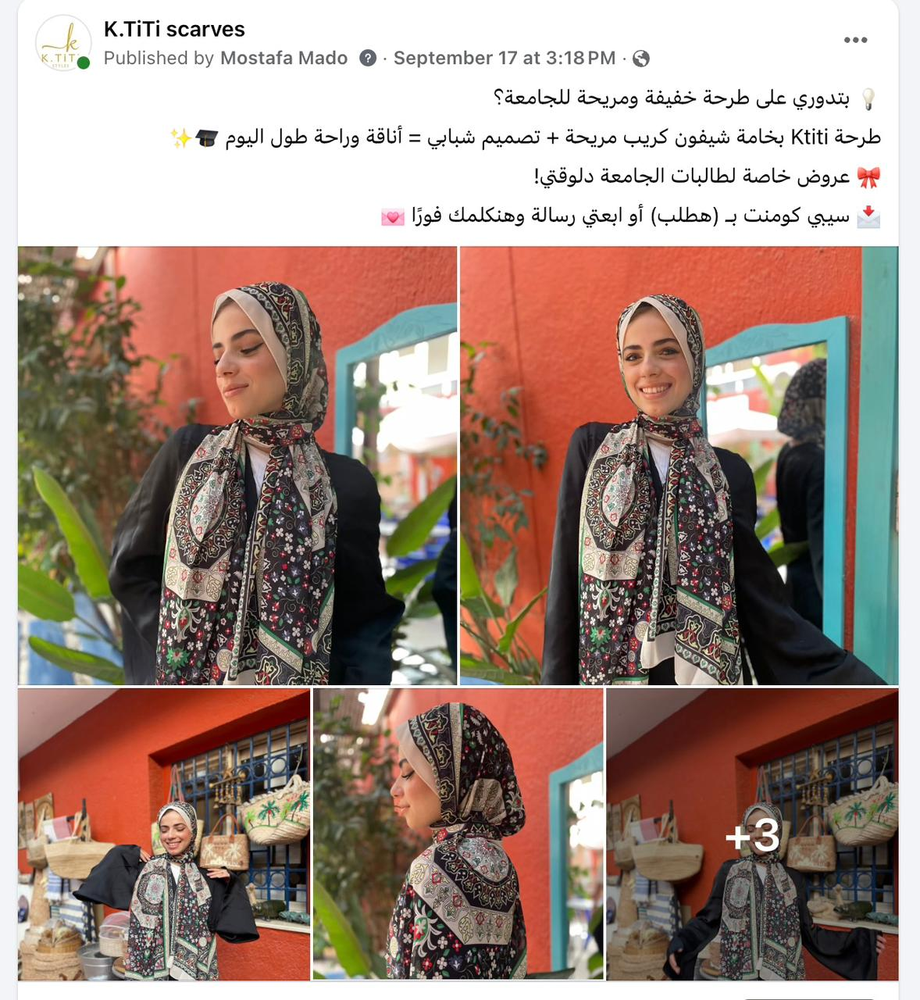 K.TiTi scarves
Published by Mostafa Mado ? · September 17 at 3:18 PM ·
K.TiT
STYLES
💡 بتدوري على طرحة خفيفة ومريحة للجامعة؟
طرحة Ktiti بخامة شيفون كريب مريحة + تصميم شبابي = أناقة وراحة طول اليوم 🎓✨
🎀 عروض خاصة لطالبات الجامعة دلوقتي!
📩 سيبي كومنت بـ (هطلب) أو ابعتي رسالة وهنكلمك فورًا 💌
+3